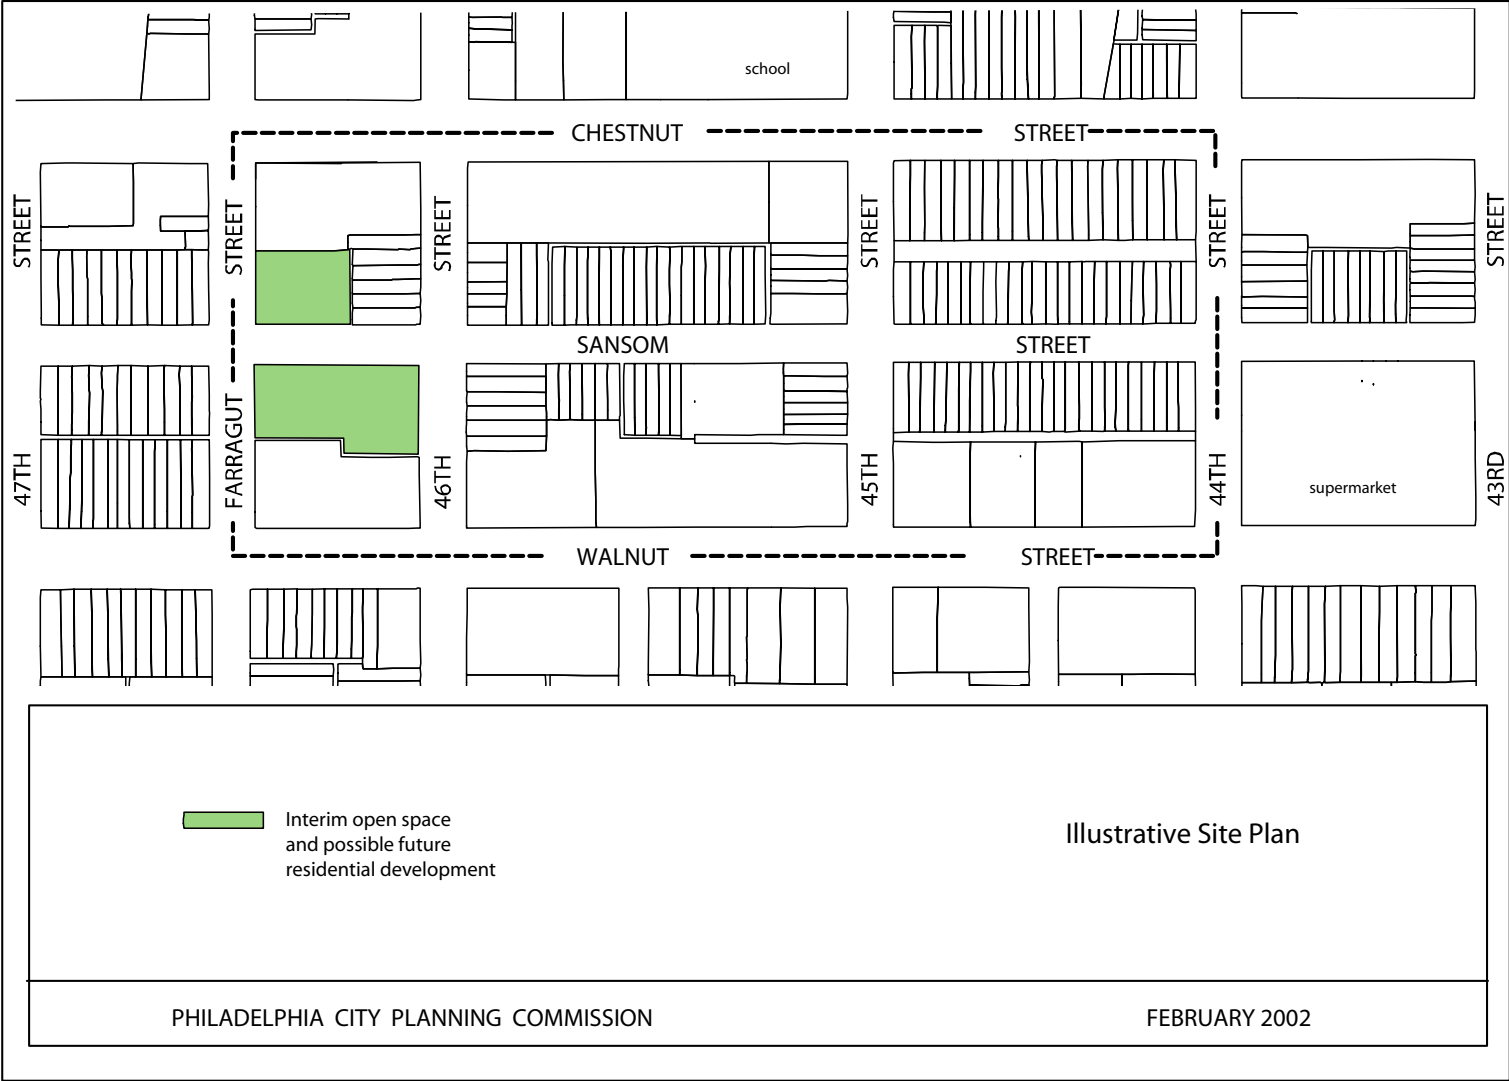 school
CHESTNUT STREET
STREET
STREET
STREET
STREET
STREET
STREET
SANSOM STREET
47TH
FARRAGUT
46TH
45TH
44TH
43RD
supermarket
WALNUT STREET
Interim open space
and possible future
residential development
Illustrative Site Plan
PHILADELPHIA CITY PLANNING COMMISSION
FEBRUARY 2002